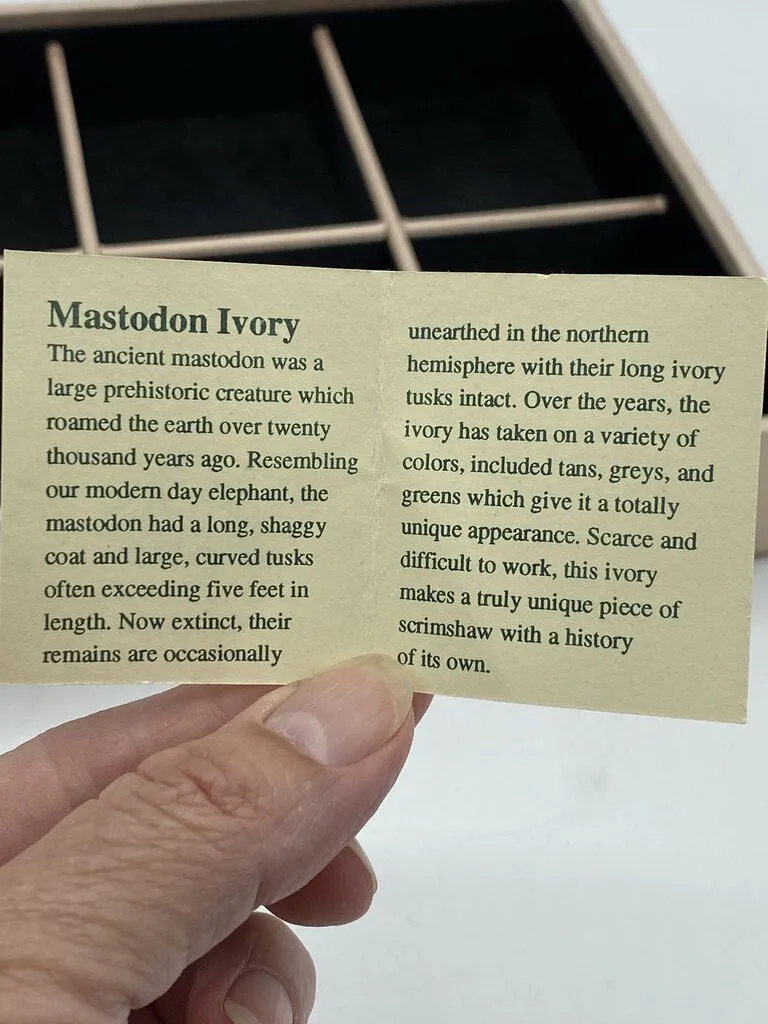 Mastodon Ivory
The ancient mastodon was a
large prehistoric creature which
roamed the earth over twenty
thousand years ago. Resembling
our modern day elephant, the
mastodon had a long, shaggy
coat and large, curved tusks
often exceeding five feet in
length. Now extinct, their
remains are occasionally
unearthed in the northern
hemisphere with their long ivory
tusks intact. Over the years, the
ivory has taken on a variety of
colors, included tans, greys, and
greens which give it a totally
unique appearance. Scarce and
difficult to work, this ivory
makes a truly unique piece of
scrimshaw with a history
of its own.